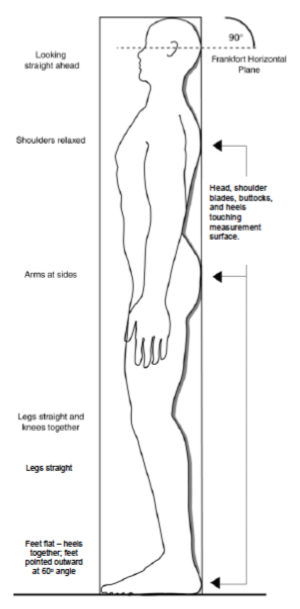 Looking
straight ahead
90°
Frankfort Horizontal
Plane
Shoulders relaxed
Head, shoulder
blades, buttocks,
and heels
touching
measurement
surface.
Arms at sides
Legs straight and
knees together
Legs straight
Feet flat – heels
together; feet
pointed outward
at 60º angle